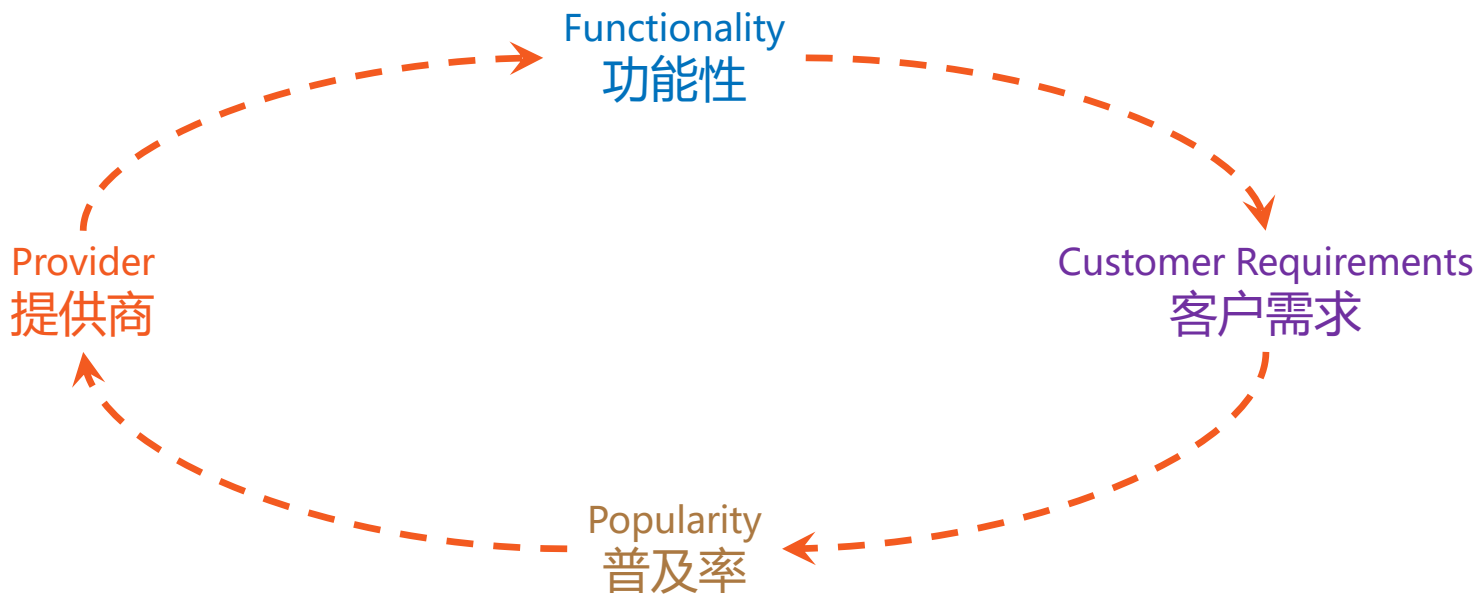 Functionality
功能性
Provider
提供商
Customer Requirements
客户需求
Popularity
普及率